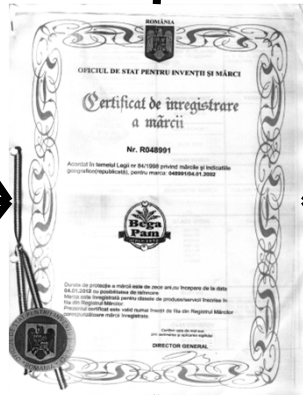 ROMÂNIA
OFICIUL DE STAT PENTRU INVENȚII ȘI MĂRCI
Certificat de înregistrare
a mărcii
Nr. R048991
Acordat în temeiul Legii nr 84/1998 privind mărcile și indicațiile
geografice(republicată), pentru marca: 048991/04.01.2002
Bega
Pam
Durata de protecție a mărcii este de zece ani,cu începere de la data
04.01.2012 cu posibilitatea de reînnoire.
Marca este înregistrată pentru clasele de produse/servicii înscrise în
fila din Registrul Mărcilor.
Prezentul certificat este valid numai însoțit de fila din Registrul Mărcilor
corespunzătoare mărcii înregistrate.
DIRECTOR GENERAL